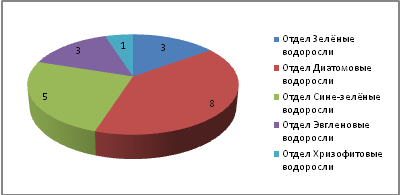 3
8
5
3
1
Отдел Зелёные
водоросли
Отдел Диатомовые
водоросли
Отдел Сине-зелёные
водоросли
Отдел Эвгленовые
водоросли
Отдел Хризофитовые
водоросли